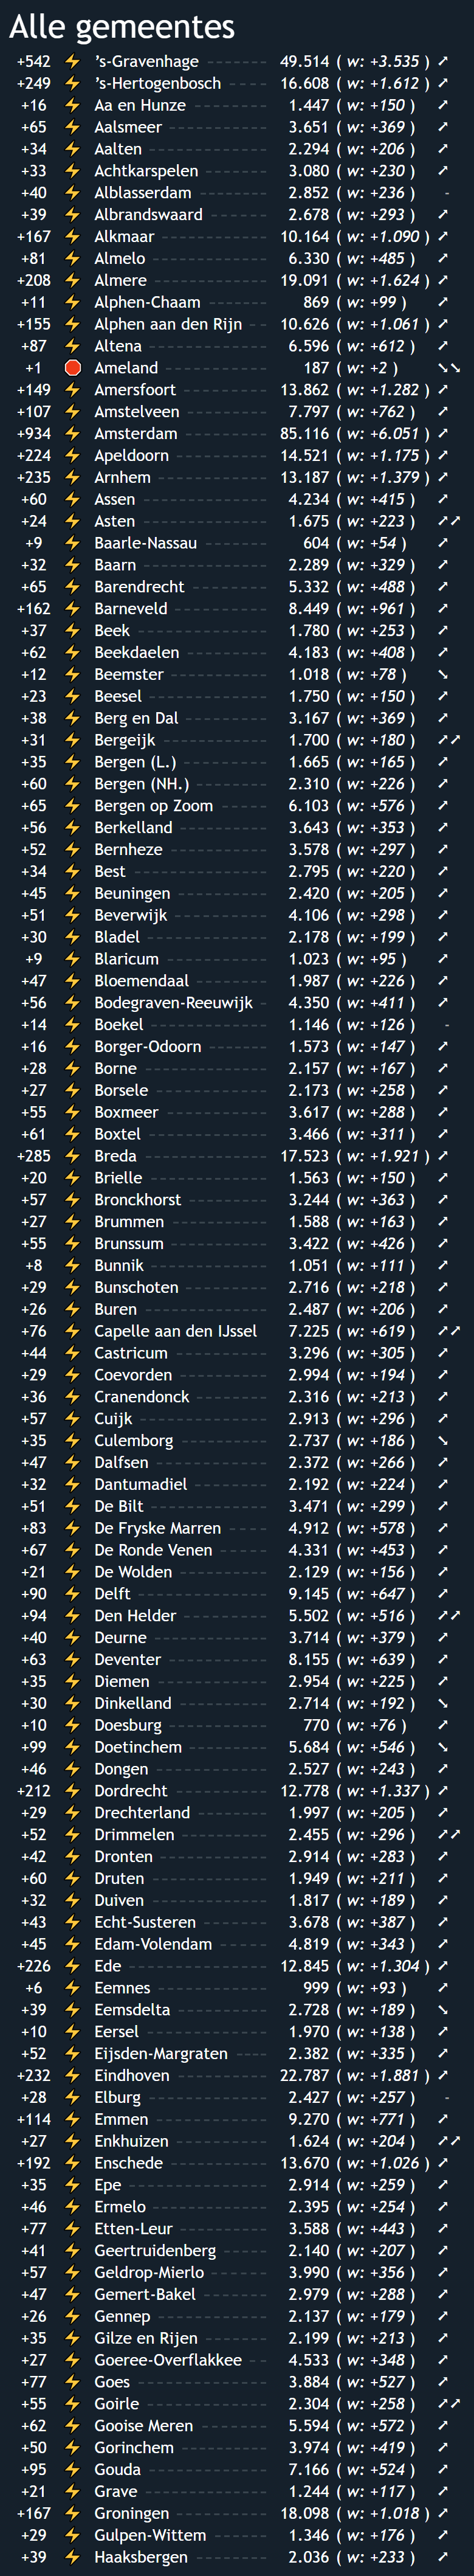 Alle gemeentes
+542 ⚡ ’s-Gravenhage ------- 49.514 ( w: +3.535 ) ➚
+249 ⚡ ’s-Hertogenbosch ----- 16.608 ( w: +1.612 ) ➚
+16 ⚡ Aa en Hunze --------- 1.447 ( w: +150 ) ➚
+65 ⚡ Aalsmeer ----------- 3.651 ( w: +369 ) ➚
+34 ⚡ Aalten ------------- 2.294 ( w: +206 ) ➚
+33 ⚡ Achtkarspelen ------- 3.080 ( w: +230 ) ➚
+40 ⚡ Alblasserdam -------- 2.852 ( w: +236 ) -
+39 ⚡ Albrandswaard ------- 2.678 ( w: +293 ) ➚
+167 ⚡ Alkmaar ------------ 10.164 ( w: +1.090 ) ➚
+81 ⚡ Almelo ------------- 6.330 ( w: +485 ) ➚
+208 ⚡ Almere ------------- 19.091 ( w: +1.624 ) ➚
+11 ⚡ Alphen-Chaam ------- 869 ( w: +99 ) ➚
+155 ⚡ Alphen aan den Rijn -- 10.626 ( w: +1.061 ) ➚
+87 ⚡ Altena ------------- 6.596 ( w: +612 ) ➚
+1 🛑 Ameland ------------ 187 ( w: +2 ) ➘➘
+149 ⚡ Amersfoort ---------- 13.862 ( w: +1.282 ) ➚
+107 ⚡ Amstelveen ---------- 7.797 ( w: +762 ) ➚
+934 ⚡ Amsterdam ---------- 85.116 ( w: +6.051 ) ➚
+224 ⚡ Apeldoorn ----------- 14.521 ( w: +1.175 ) ➚
+235 ⚡ Arnhem ------------ 13.187 ( w: +1.379 ) ➚
+60 ⚡ Assen -------------- 4.234 ( w: +415 ) ➚
+24 ⚡ Asten -------------- 1.675 ( w: +223 ) ➚➚
+9 ⚡ Baarle-Nassau ------- 604 ( w: +54 ) ➚
+32 ⚡ Baarn -------------- 2.289 ( w: +329 ) ➚
+65 ⚡ Barendrecht --------- 5.332 ( w: +488 ) ➚
+162 ⚡ Barneveld ----------- 8.449 ( w: +961 ) ➚
+37 ⚡ Beek --------------- 1.780 ( w: +253 ) ➚
+62 ⚡ Beekdaelen ---------- 4.183 ( w: +408 ) ➚
+12 ⚡ Beemster ----------- 1.018 ( w: +78 ) ➘
+23 ⚡ Beesel ------------- 1.750 ( w: +150 ) ➚
+38 ⚡ Berg en Dal ---------- 3.167 ( w: +369 ) ➚
+31 ⚡ Bergeijk ------------ 1.700 ( w: +180 ) ➚➚
+35 ⚡ Bergen (L.) ---------- 1.665 ( w: +165 ) ➚
+60 ⚡ Bergen (NH.) -------- 2.310 ( w: +226 ) ➚
+65 ⚡ Bergen op Zoom ------ 6.103 ( w: +576 ) ➚
+56 ⚡ Berkelland ---------- 3.643 ( w: +353 ) ➚
+52 ⚡ Bernheze ----------- 3.578 ( w: +297 ) ➚
+34 ⚡ Best --------------- 2.795 ( w: +220 ) ➚
+45 ⚡ Beuningen ---------- 2.420 ( w: +205 ) ➚
+51 ⚡ Beverwijk ----------- 4.106 ( w: +298 ) ➚
+30 ⚡ Bladel ------------- 2.178 ( w: +199 ) ➚
+9 ⚡ Blaricum ------------ 1.023 ( w: +95 ) ➚
+47 ⚡ Bloemendaal -------- 1.987 ( w: +226 ) ➚
+56 ⚡ Bodegraven-Reeuwijk - 4.350 ( w: +411 ) ➚
+14 ⚡ Boekel ------------- 1.146 ( w: +126 ) -
+16 ⚡ Borger-Odoorn ------- 1.573 ( w: +147 ) ➚
+28 ⚡ Borne -------------- 2.157 ( w: +167 ) ➚
+27 ⚡ Borsele ------------- 2.173 ( w: +258 ) ➚
+55 ⚡ Boxmeer ------------ 3.617 ( w: +288 ) ➚
+61 ⚡ Boxtel -------------- 3.466 ( w: +311 ) ➚
+285 ⚡ Breda -------------- 17.523 ( w: +1.921 ) ➚
+20 ⚡ Brielle ------------- 1.563 ( w: +150 ) ➚
+57 ⚡ Bronckhorst --------- 3.244 ( w: +363 ) ➚
+27 ⚡ Brummen ----------- 1.588 ( w: +163 ) ➚
+55 ⚡ Brunssum ----------- 3.422 ( w: +426 ) ➚
+8 ⚡ Bunnik ------------- 1.051 ( w: +111 ) ➚
+29 ⚡ Bunschoten --------- 2.716 ( w: +218 ) ➚
+26 ⚡ Buren -------------- 2.487 ( w: +206 ) ➚
+76 ⚡ Capelle aan den IJssel 7.225 ( w: +619 ) ➚➚
+44 ⚡ Castricum ----------- 3.296 ( w: +305 ) ➚
+29 ⚡ Coevorden ---------- 2.994 ( w: +194 ) ➚
+36 ⚡ Cranendonck -------- 2.316 ( w: +213 ) ➚
+57 ⚡ Cuijk --------------- 2.913 ( w: +296 ) ➚
+35 ⚡ Culemborg ---------- 2.737 ( w: +186 ) ➘
+47 ⚡ Dalfsen ------------- 2.372 ( w: +266 ) ➚
+32 ⚡ Dantumadiel -------- 2.192 ( w: +224 ) ➚
+51 ⚡ De Bilt ------------- 3.471 ( w: +299 ) ➚
+83 ⚡ De Fryske Marren ---- 4.912 ( w: +578 ) ➚
+67 ⚡ De Ronde Venen ----- 4.331 ( w: +453 ) ➚
+21 ⚡ De Wolden ---------- 2.129 ( w: +156 ) ➚
+90 ⚡ Delft --------------- 9.145 ( w: +647 ) ➚
+94 ⚡ Den Helder ---------- 5.502 ( w: +516 ) ➚➚
+40 ⚡ Deurne ------------- 3.714 ( w: +379 ) ➚
+63 ⚡ Deventer ----------- 8.155 ( w: +639 ) ➚
+35 ⚡ Diemen ------------- 2.954 ( w: +225 ) ➚
+30 ⚡ Dinkelland ---------- 2.714 ( w: +192 ) ➘
+10 ⚡ Doesburg ----------- 770 ( w: +76 ) ➚
+99 ⚡ Doetinchem --------- 5.684 ( w: +546 ) ➘
+46 ⚡ Dongen ------------- 2.527 ( w: +243 ) ➚
+212 ⚡ Dordrecht ----------- 12.778 ( w: +1.337 ) ➚
+29 ⚡ Drechterland -------- 1.997 ( w: +205 ) ➚
+52 ⚡ Drimmelen ---------- 2.455 ( w: +296 ) ➚➚
+42 ⚡ Dronten ------------ 2.914 ( w: +283 ) ➚
+60 ⚡ Druten ------------- 1.949 ( w: +211 ) ➚
+32 ⚡ Duiven ------------- 1.817 ( w: +189 ) ➚
+43 ⚡ Echt-Susteren ------- 3.678 ( w: +387 ) ➚
+45 ⚡ Edam-Volendam ----- 4.819 ( w: +343 ) ➚
+226 ⚡ Ede ---------------- 12.845 ( w: +1.304 ) ➚
+6 ⚡ Eemnes ------------ 999 ( w: +93 ) ➚
+39 ⚡ Eemsdelta ---------- 2.728 ( w: +189 ) ➘
+10 ⚡ Eersel -------------- 1.970 ( w: +138 ) ➚
+52 ⚡ Eijsden-Margraten ---- 2.382 ( w: +335 ) ➚
+232 ⚡ Eindhoven ---------- 22.787 ( w: +1.881 ) ➚
+28 ⚡ Elburg -------------- 2.427 ( w: +257 ) -
+114 ⚡ Emmen ------------- 9.270 ( w: +771 ) ➚
+27 ⚡ Enkhuizen ---------- 1.624 ( w: +204 ) ➚➚
+192 ⚡ Enschede ----------- 13.670 ( w: +1.026 ) ➚
+35 ⚡ Epe ---------------- 2.914 ( w: +259 ) ➚
+46 ⚡ Ermelo ------------- 2.395 ( w: +254 ) ➚
+77 ⚡ Etten-Leur ---------- 3.588 ( w: +443 ) ➚
+41 ⚡ Geertruidenberg ----- 2.140 ( w: +207 ) ➚
+57 ⚡ Geldrop-Mierlo ------- 3.990 ( w: +356 ) ➚
+47 ⚡ Gemert-Bakel -------- 2.979 ( w: +288 ) ➚
+26 ⚡ Gennep ------------ 2.137 ( w: +179 ) ➚
+35 ⚡ Gilze en Rijen ------- 2.199 ( w: +213 ) ➚
+27 ⚡ Goeree-Overflakkee -- 4.533 ( w: +348 ) ➚
+77 ⚡ Goes --------------- 3.884 ( w: +527 ) ➚
+55 ⚡ Goirle -------------- 2.304 ( w: +258 ) ➚➚
+62 ⚡ Gooise Meren ------- 5.594 ( w: +572 ) ➚
+50 ⚡ Gorinchem ---------- 3.974 ( w: +419 ) ➚
+95 ⚡ Gouda -------------- 7.166 ( w: +524 ) ➚
+21 ⚡ Grave -------------- 1.244 ( w: +117 ) ➚
+167 ⚡ Groningen ---------- 18.098 ( w: +1.018 ) ➚
+29 ⚡ Gulpen-Wittem ------ 1.346 ( w: +176 ) ➚
+39 ⚡ Haaksbergen -------- 2.036 ( w: +233 ) ➚